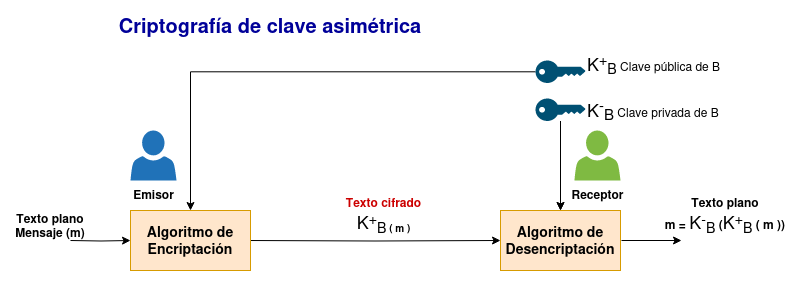 Criptografía de clave asimétrica
K+B Clave pública de B
K-B Clave privada de B
Emisor
Receptor
Texto plano
Mensaje (m)
Algoritmo de
Encriptación
Texto cifrado
K+B ( m )
Algoritmo de
Desencriptación
Texto plano
m = K-B (K+B ( m ))